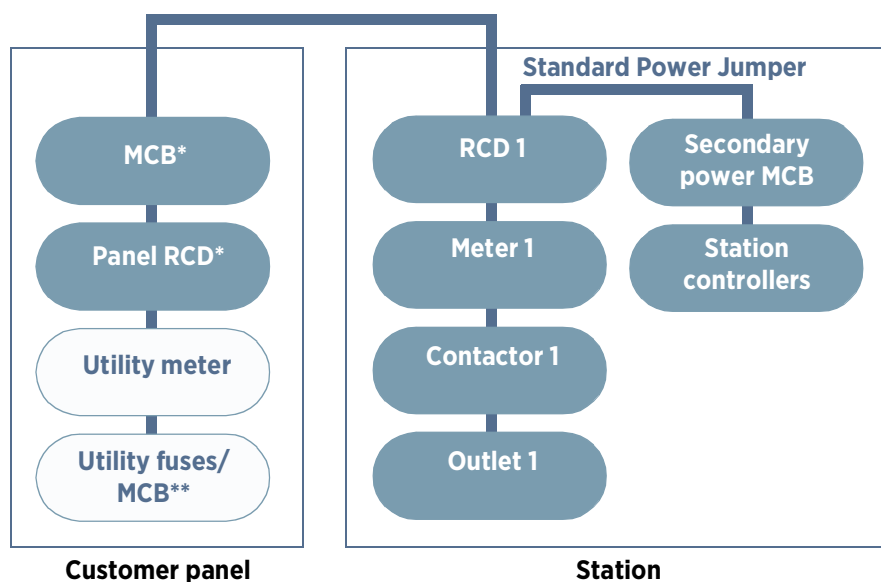 Standard Power Jumper
MCB*
Panel RCD*
Utility meter
Utility fuses/
MCB**
RCD 1
Meter 1
Contactor 1
Outlet 1
Secondary
power MCB
Station
controllers
Customer panel
Station